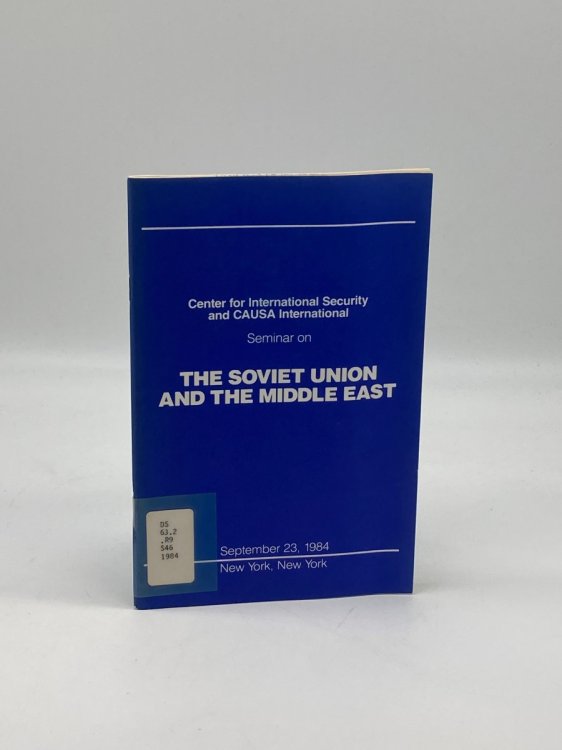 Center for International Security
and CAUSA International
Seminar on
THE SOVIET UNION
AND THE MIDDLE EAST
DS
63.2
.R9
S46
1984
September 23, 1984
New York, New York